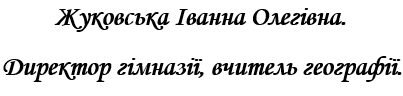 Жуковська Іванна Олегівна.
Директор гімназії, вчитель географії.